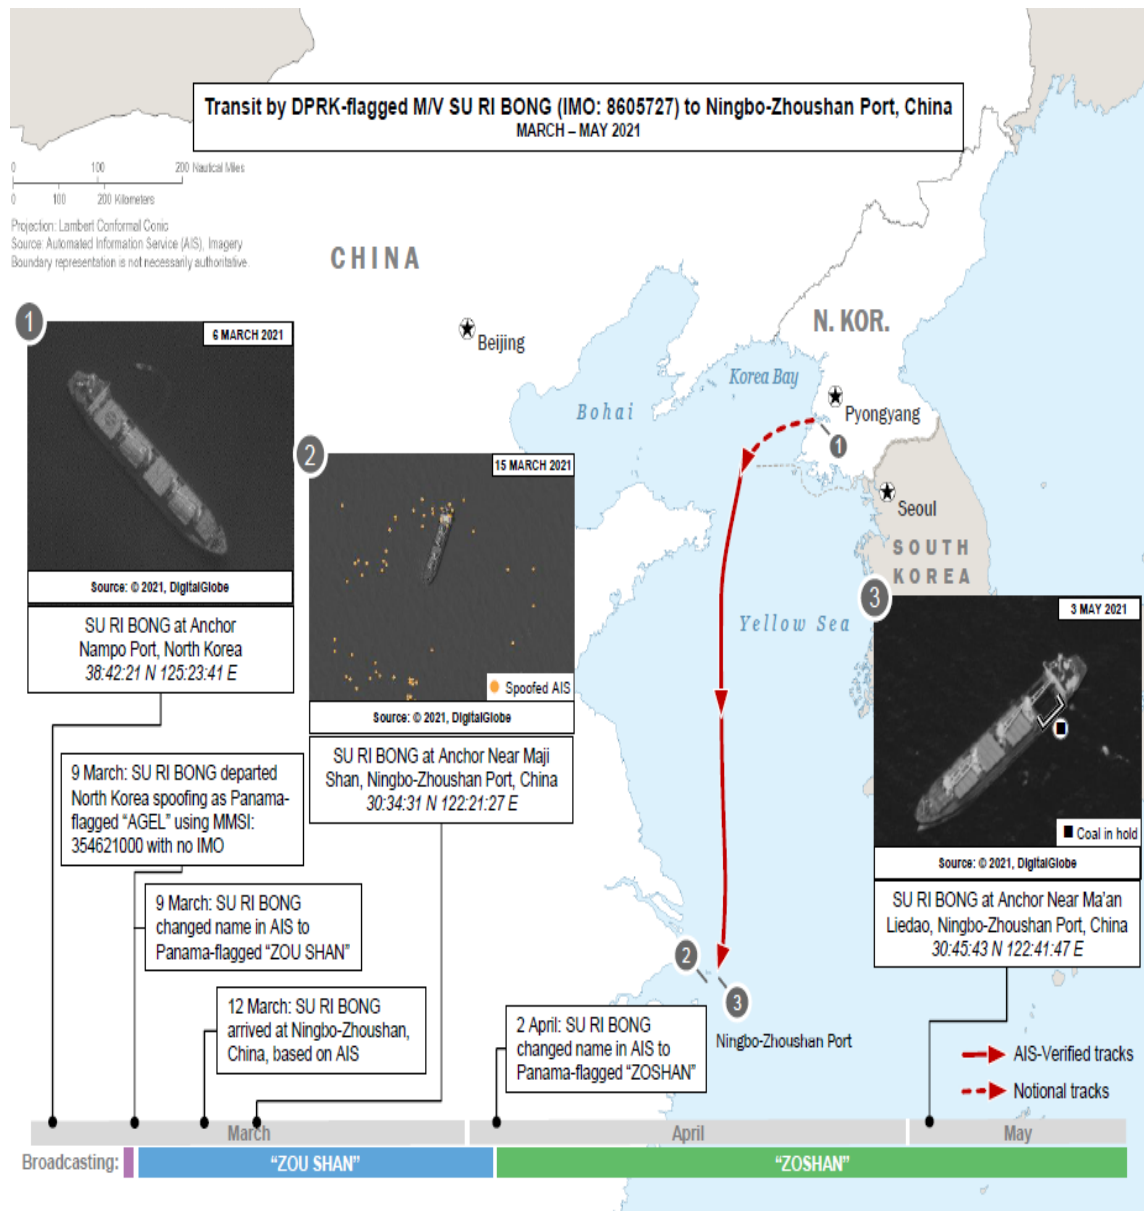 Transit by DPRK-flagged M/V SU RI BONG (IMO: 8605727) to Ningbo-Zhoushan Port, China
MARCH – MAY 2021
0 100 200 Nautical Miles
0 100 200 Kilometers
Projection: Lambert Conformal Conic
Source: Automated Information Service (AIS), Imagery
Boundary representation is not necessarily authoritative.
CHINA
N. KOR.
Beijing
Korea Bay
Bohai
Pyongyang
1
Seoul
SOUTH
KOREA
Yellow Sea
1
6 MARCH 2021
Source: © 2021, DigitalGlobe
SU RI BONG at Anchor
Nampo Port, North Korea
38:42:21 N 125:23:41 E
2
15 MARCH 2021
Spoofed AIS
Source: © 2021, DigitalGlobe
SU RI BONG at Anchor Near Maji
Shan, Ningbo-Zhoushan Port, China
30:34:31 N 122:21:27 E
3
3 MAY 2021
Coal in hold
Source: © 2021, DigitalGlobe
SU RI BONG at Anchor Near Ma’an
Liedao, Ningbo-Zhoushan Port, China
30:45:43 N 122:41:47 E
9 March: SU RI BONG departed
North Korea spoofing as Panama-
flagged “AGEL” using MMSI:
354621000 with no IMO
9 March: SU RI BONG
changed name in AIS to
Panama-flagged “ZOU SHAN”
12 March: SU RI BONG
arrived at Ningbo-Zhoushan,
China, based on AIS
2 April: SU RI BONG
changed name in AIS to
Panama-flagged “ZOSHAN”
2
3
Ningbo-Zhoushan Port
AIS-Verified tracks
Notional tracks
March April May
Broadcasting: “ZOU SHAN” “ZOSHAN”